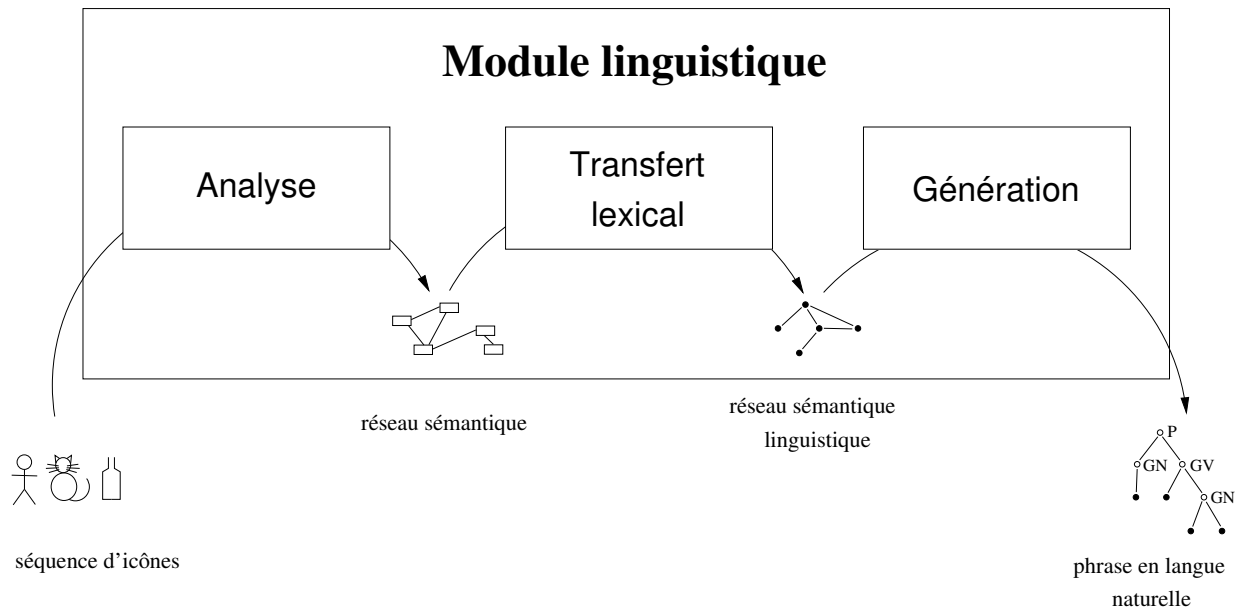 Module linguistique
Analyse
Transfert
lexical
Génération
réseau sémantique
réseau sémantique
linguistique
P
GN
GV
GN
séquence d'icônes
phrase en langue
naturelle